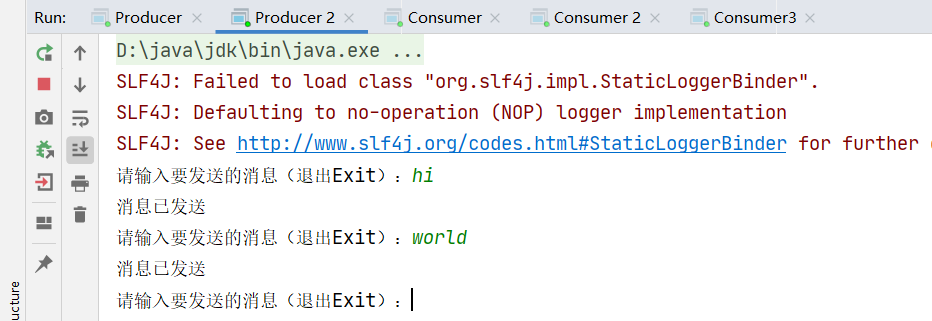 Run: Producer × Producer 2 × Consumer × Consumer 2 × Consumer3 ×
D:\java\jdk\bin\java.exe ...
SLF4J: Failed to load class "org.slf4j.impl.StaticLoggerBinder".
SLF4J: Defaulting to no-operation (NOP) logger implementation
SLF4J: See http://www.slf4j.org/codes.html#StaticLoggerBinder for further
请输入要发送的消息（退出Exit）：hi
消息已发送
请输入要发送的消息（退出Exit）：world
消息已发送
请输入要发送的消息（退出Exit）：
ucture